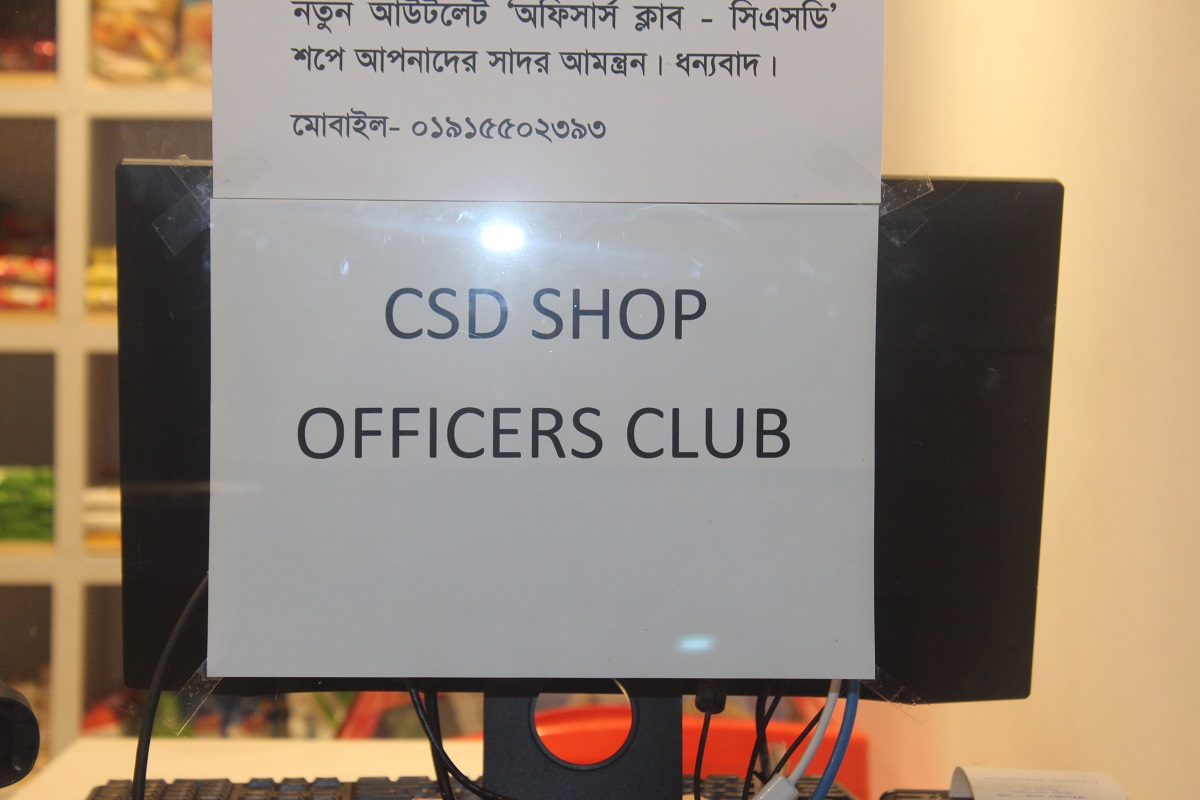 নতুন আউটলেট ‘অফিসার্স ক্লাব - সিএসডি’
শপে আপনাদের সাদর আমন্ত্রন। ধন্যবাদ।
মোবাইল- ০১৯১৫৫০২৩৯৩
CSD SHOP
OFFICERS CLUB